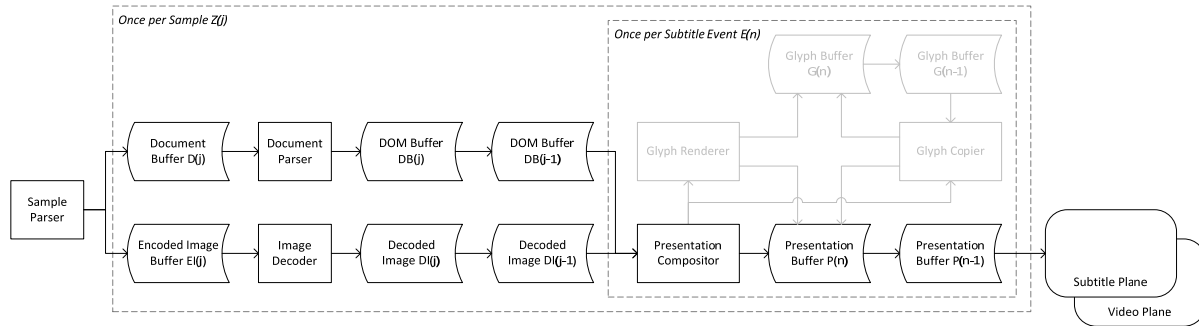 Once per Sample Z(j)
Once per Subtitle Event E(n)
Glyph Buffer
G(n)
Glyph Buffer
G(n-1)
Document
Buffer D(j)
Document
Parser
DOM Buffer
DB(j)
DOM Buffer
DB(j-1)
Glyph Renderer
Glyph Copier
Sample
Parser
Encoded Image
Buffer EI(j)
Image
Decoder
Decoded
Image DI(j)
Decoded
Image DI(j-1)
Presentation
Compositor
Presentation
Buffer P(n)
Presentation
Buffer P(n-1)
Subtitle Plane
Video Plane